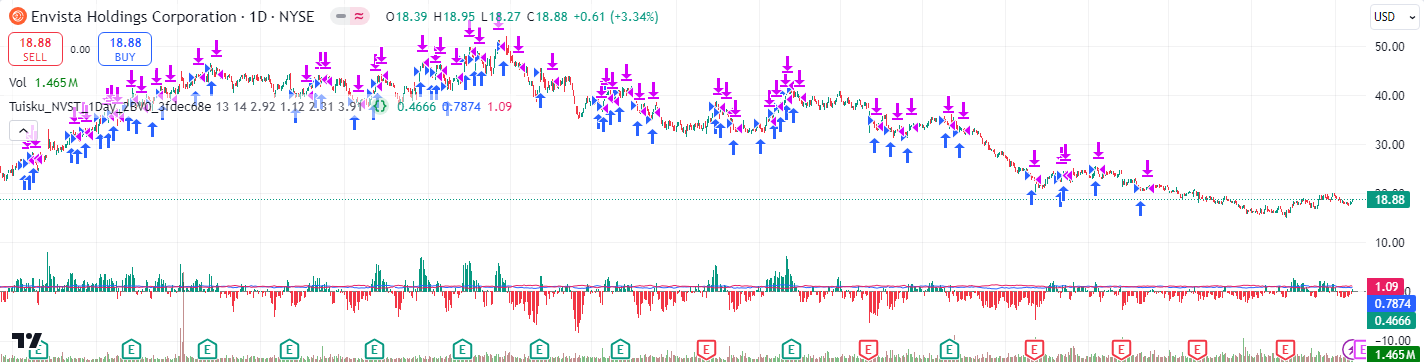 Envista Holdings Corporation · 1D · NYSE O18.39 H18.95 L18.27 C18.88 +0.61 (+3.34%)
USD
18.88 SELL
0.00
18.88 BUY
Vol 1.465M
13 14 2.92 1.12 2.81 3.91 0.4666 0.7874 1.09
50.00
40.00
30.00
18.88
10.00
1.09
0.7874
0.4666
−10.00
1.465M
E E E E E E E E E E E E E E E E